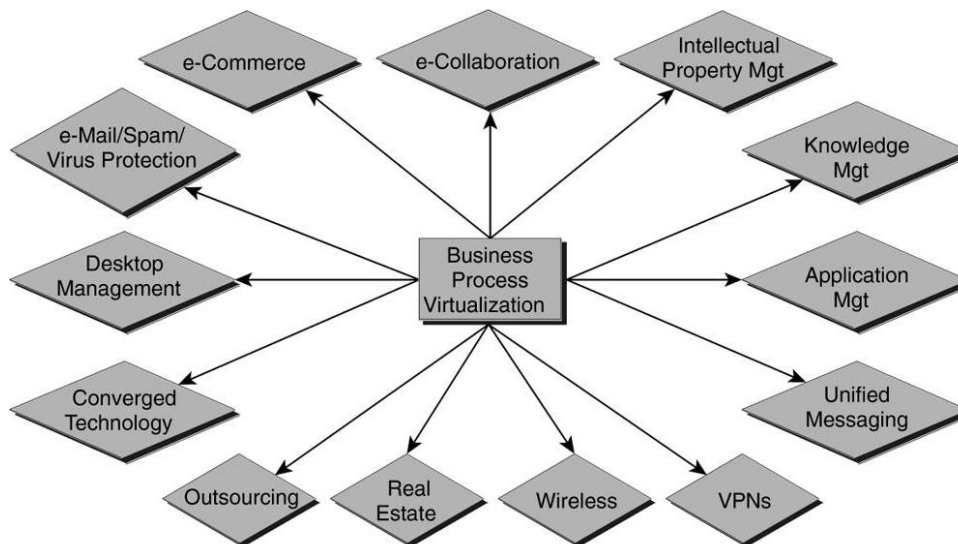 e-Commerce
e-Collaboration
Intellectual
Property Mgt
e-Mail/Spam/
Virus Protection
Knowledge
Mgt
Desktop
Management
Business
Process
Virtualization
Application
Mgt
Converged
Technology
Unified
Messaging
Outsourcing
Real
Estate
Wireless
VPNs